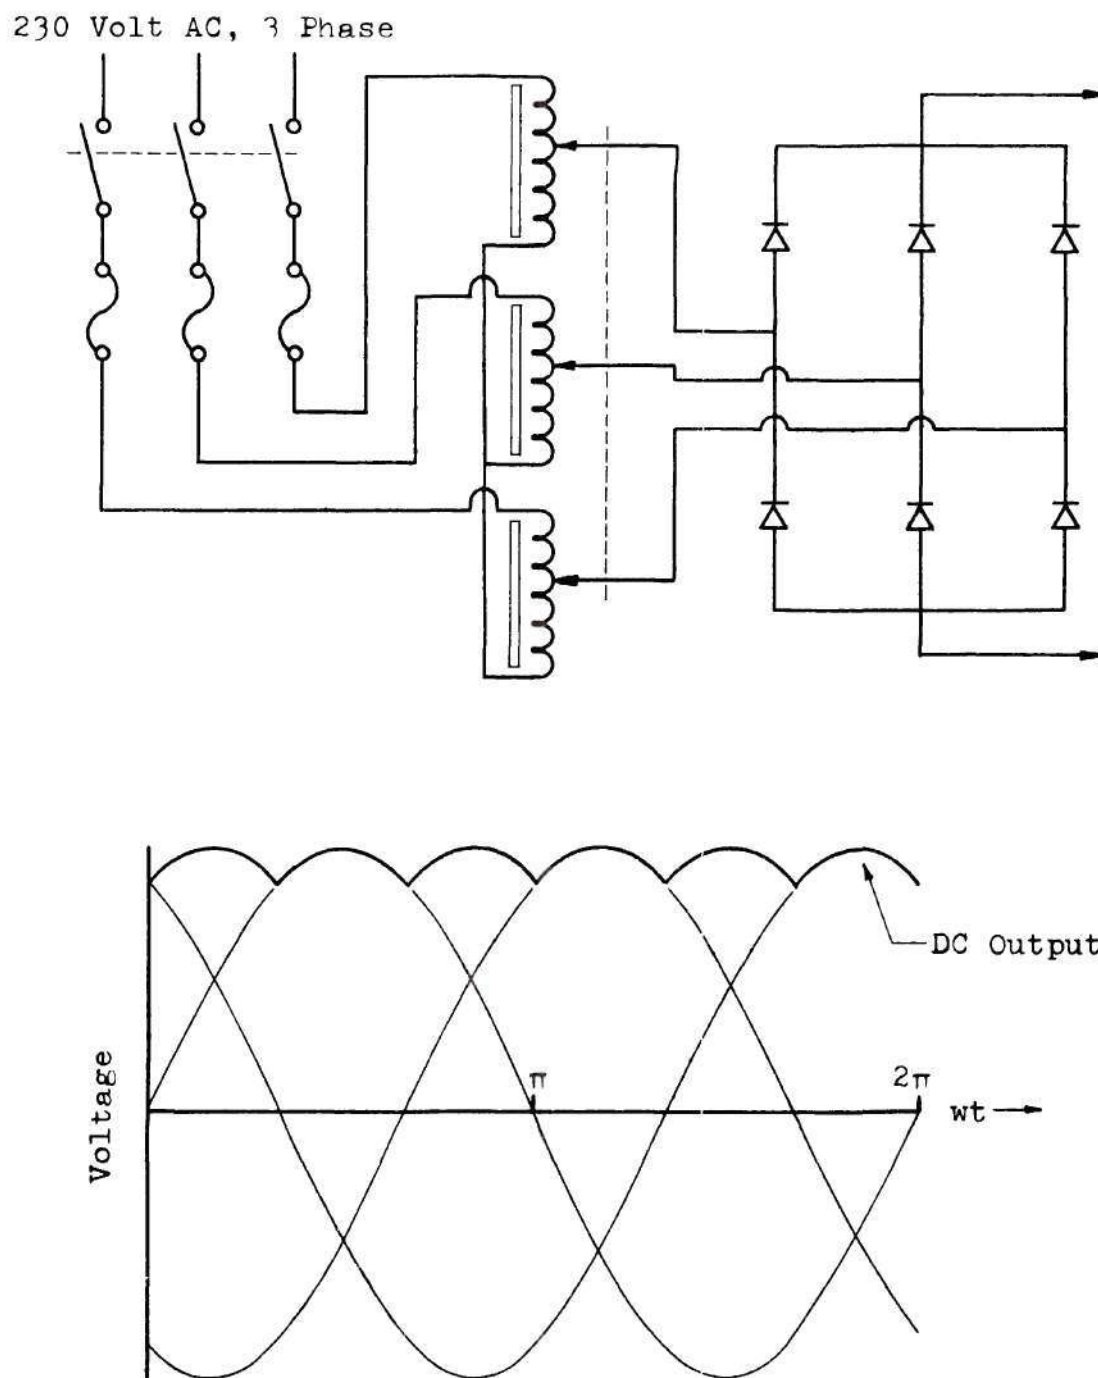 230 Volt AC, 3 Phase
DC Output
Voltage
π
2π
wt